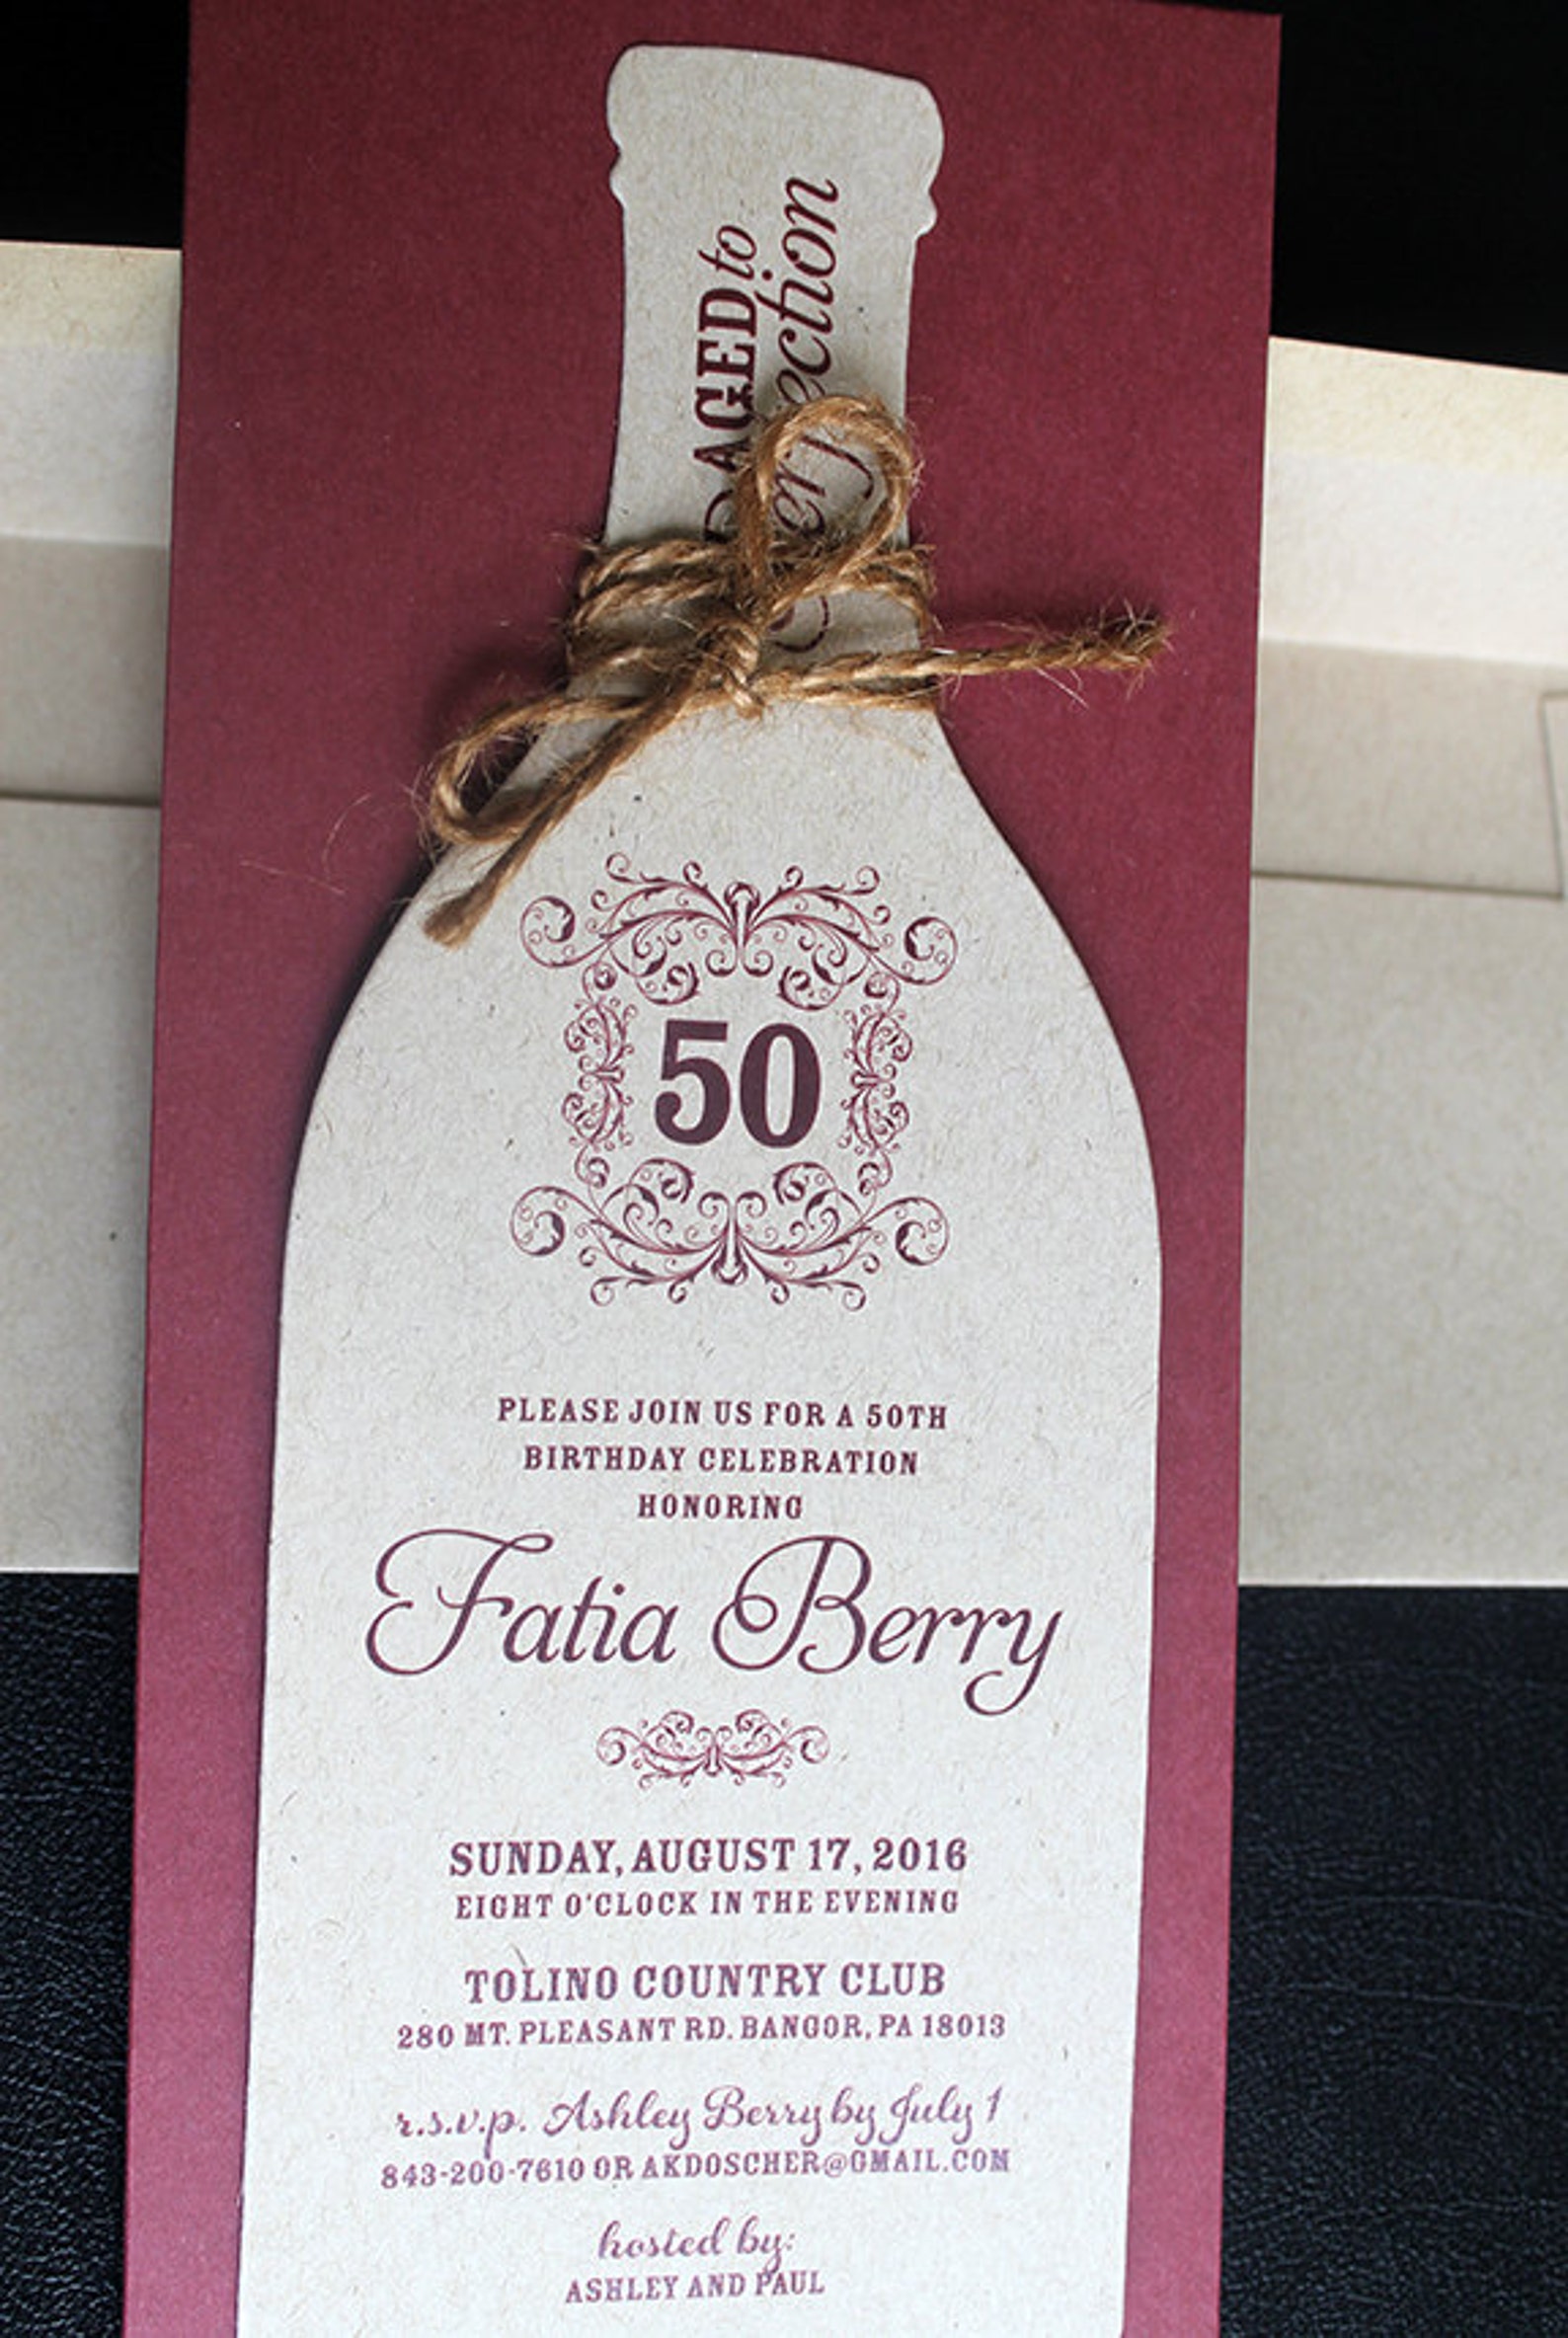 AGED to
50
PLEASE JOIN US FOR A 50TH
BIRTHDAY CELEBRATION
HONORING
Fatia Berry
SUNDAY, AUGUST 17, 2016
EIGHT O'CLOCK IN THE EVENING
TOLINO COUNTRY CLUB
280 MT. PLEASANT RD. BANGOR, PA 18013
r.s.v.p. Ashley Berry by July 1
843-200-7610 OR AKDOSCHER@GMAIL.COM
hosted by:
ASHLEY AND PAUL